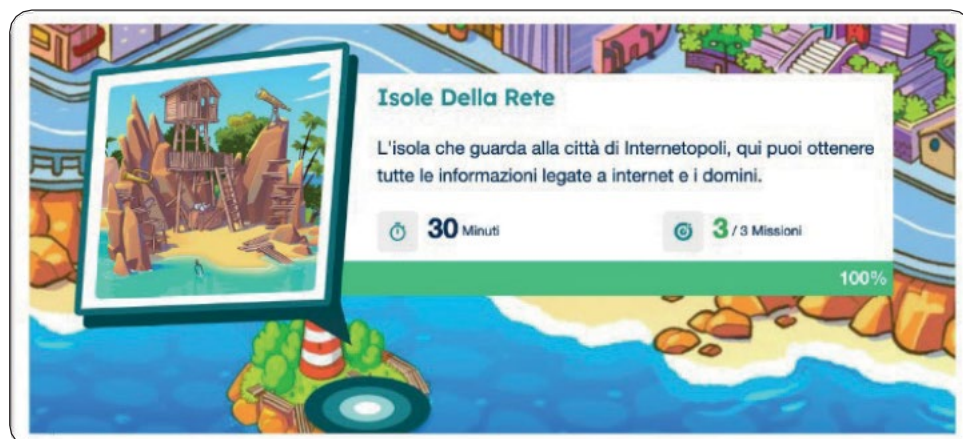 Isole Della Rete
L'isola che guarda alla città di Internetopoli, qui puoi ottenere
tutte le informazioni legate a internet e i domini.
30 Minuti
3 / 3 Missioni
100%